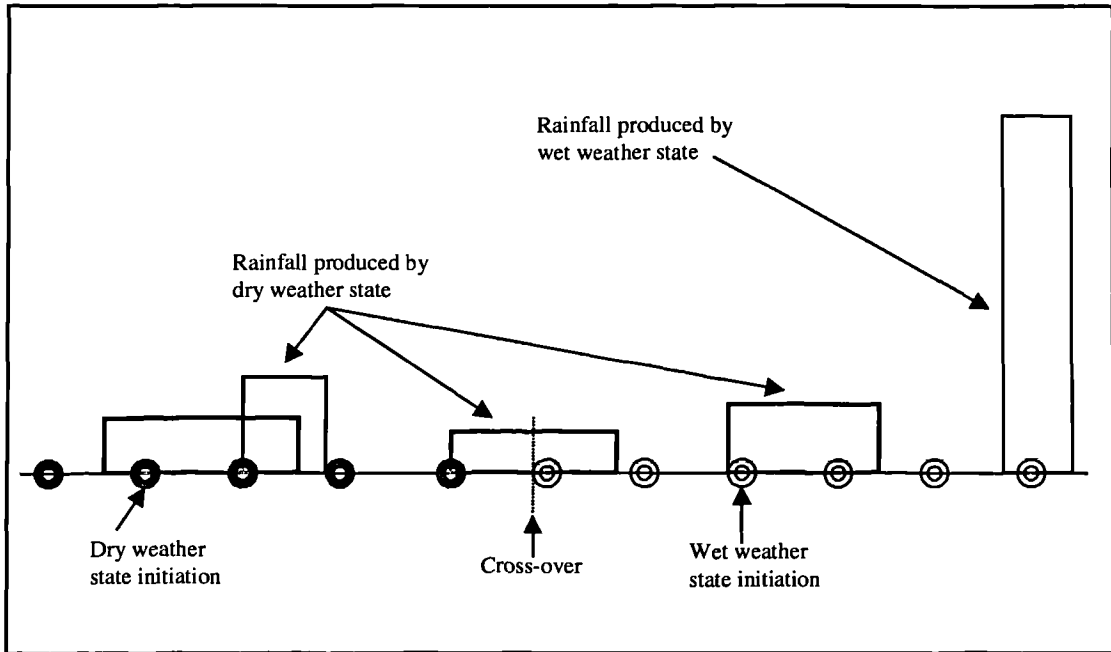 Rainfall produced by
wet weather state
Rainfall produced by
dry weather state
Dry weather
state initiation
Cross-over
Wet weather
state initiation